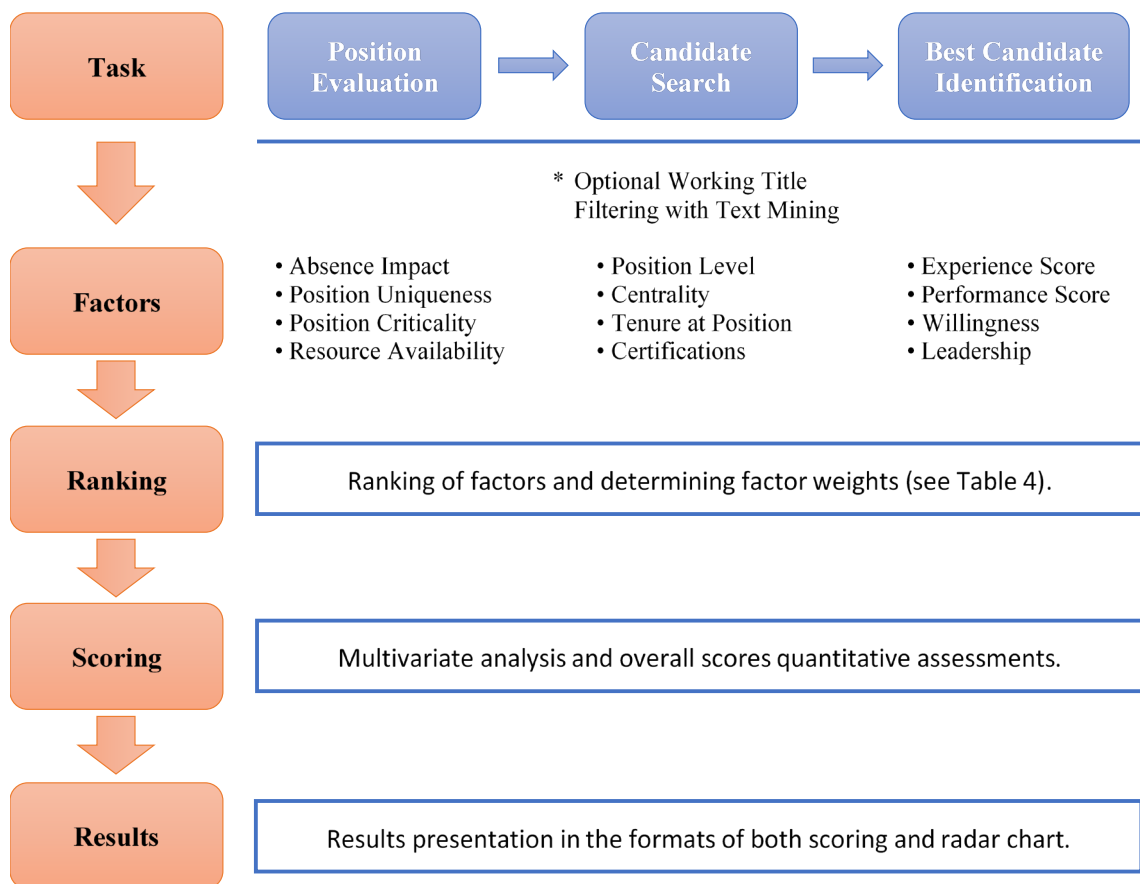 Task
Position
Evaluation
Candidate
Search
Best Candidate
Identification
* Optional Working Title
Filtering with Text Mining
Factors
• Absence Impact
• Position Uniqueness
• Position Criticality
• Resource Availability
• Position Level
• Centrality
• Tenure at Position
• Certifications
• Experience Score
• Performance Score
• Willingness
• Leadership
Ranking
Ranking of factors and determining factor weights (see Table 4).
Scoring
Multivariate analysis and overall scores quantitative assessments.
Results
Results presentation in the formats of both scoring and radar chart.